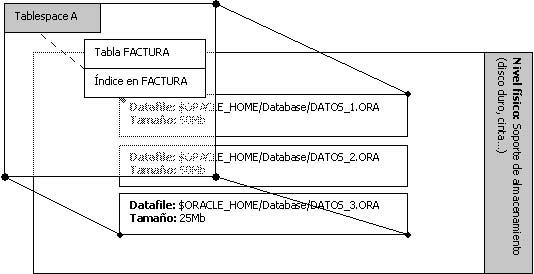 Tablespace A
Tabla FACTURA
Índice en FACTURA
Datafile: $ORACLE_HOME/Database/DATOS_1.ORA
Tamaño: 50Mb
Datafile: $ORACLE_HOME/Database/DATOS_2.ORA
Tamaño: 50Mb
Datafile: $ORACLE_HOME/Database/DATOS_3.ORA
Tamaño: 25Mb
Nivel físico: Soporte de almacenamiento
(disco duro, cinta...)